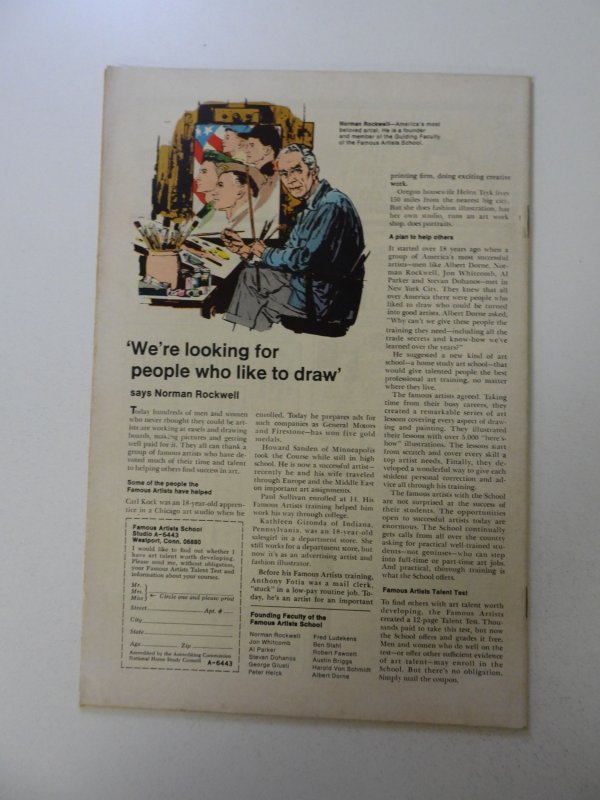 Norman Rockwell—America's most
beloved artist. He is a founder
and member of the Guiding Faculty
of the Famous Artists School.
'We're looking for
people who like to draw'
says Norman Rockwell
Today hundreds of men and women
who never thought they could be art-
ists are working at easels and drawing
boards, making pictures and getting
well paid for it. They all can thank a
group of famous artists who have de-
voted much of their time and talent
to helping others find success in art.
Some of the people the
Famous Artists have helped
Carl Kock was an 18-year-old appren-
tice in a Chicago art studio when he
Famous Artists School
Studio A-6443
Westport, Conn. 06880
I would like to find out whether I
have art talent worth developing.
Please send me, without obligation,
your Famous Artists Talent Test and
information about your courses.
Mr.
Mrs.
Miss
← Circle one and please print
Street Apt. #
City
State
Age Zip
Accredited by the Accrediting Commission
National Home Study Council A-6443
enrolled. Today he prepares ads for
such companies as General Motors
and Firestone—has won five gold
medals.
Howard Sanden of Minneapolis
took the Course while still in high
school. He is now a successful artist—
recently he and his wife traveled
through Europe and the Middle East
on important art assignments.
Paul Sullivan enrolled at 14. His
Famous Artists training helped him
work his way through college.
Kathleen Gironda of Indiana,
Pennsylvania, was an 18-year-old
salesgirl in a department store. She
still works for a department store, but
now it's as an advertising artist and
fashion illustrator.
Before his Famous Artists training,
Anthony Fotia was a mail clerk,
"stuck" in a low-pay routine job. To-
day, he's an artist for an important
Founding Faculty of the
Famous Artists School
Norman Rockwell
Jon Whitcomb
Al Parker
Stevan Dohanos
George Giusti
Peter Helck
Fred Ludekens
Ben Stahl
Robert Fawcett
Austin Briggs
Harold Von Schmidt
Albert Dorne
printing firm, doing exciting creative
work.
Oregon housewife Helen Terk lives
150 miles from the nearest big city.
But she does fashion illustration, has
her own studio, runs an art work
shop, does portraits.
A plan to help others
It started over 18 years ago when a
group of America's most successful
artists—men like Albert Dorne, Nor-
man Rockwell, Jon Whitcomb, Al
Parker and Stevan Dohanos—met in
New York City. They knew that all
over America there were people who
liked to draw who could be turned
into good artists. Albert Dorne asked,
"Why can't we give these people the
training they need—including all the
trade secrets and know-how we've
learned over the years?"
He suggested a new kind of art
school—a home study art school—that
would give talented people the best
professional art training, no matter
where they live.
The famous artists agreed. Taking
time from their busy careers, they
created a remarkable series of art
lessons covering every aspect of draw-
ing and painting. They illustrated
their lessons with over 5,000 "here's-
how" illustrations. The lessons start
from scratch and cover every skill a
top artist needs. Finally, they de-
veloped a wonderful way to give each
student personal correction and ad-
vice all through his training.
The famous artists with the School
are not surprised at the success of
their students. The opportunities
open to successful artists today are
enormous. The School continually
gets calls from all over the country
asking for practical well-trained stu-
dents—not geniuses—who can step
into full-time or part-time art jobs.
And practical, thorough training is
what the School offers.
Famous Artists Talent Test
To find others with art talent worth
developing, the Famous Artists
created a 12-page Talent Test. Thou-
sands paid to take this test, but now
the School offers and grades it free.
Men and women who do well on the
test—or offer other sufficient evidence
of art talent—may enroll in the
School. But there's no obligation.
Simply mail the coupon.